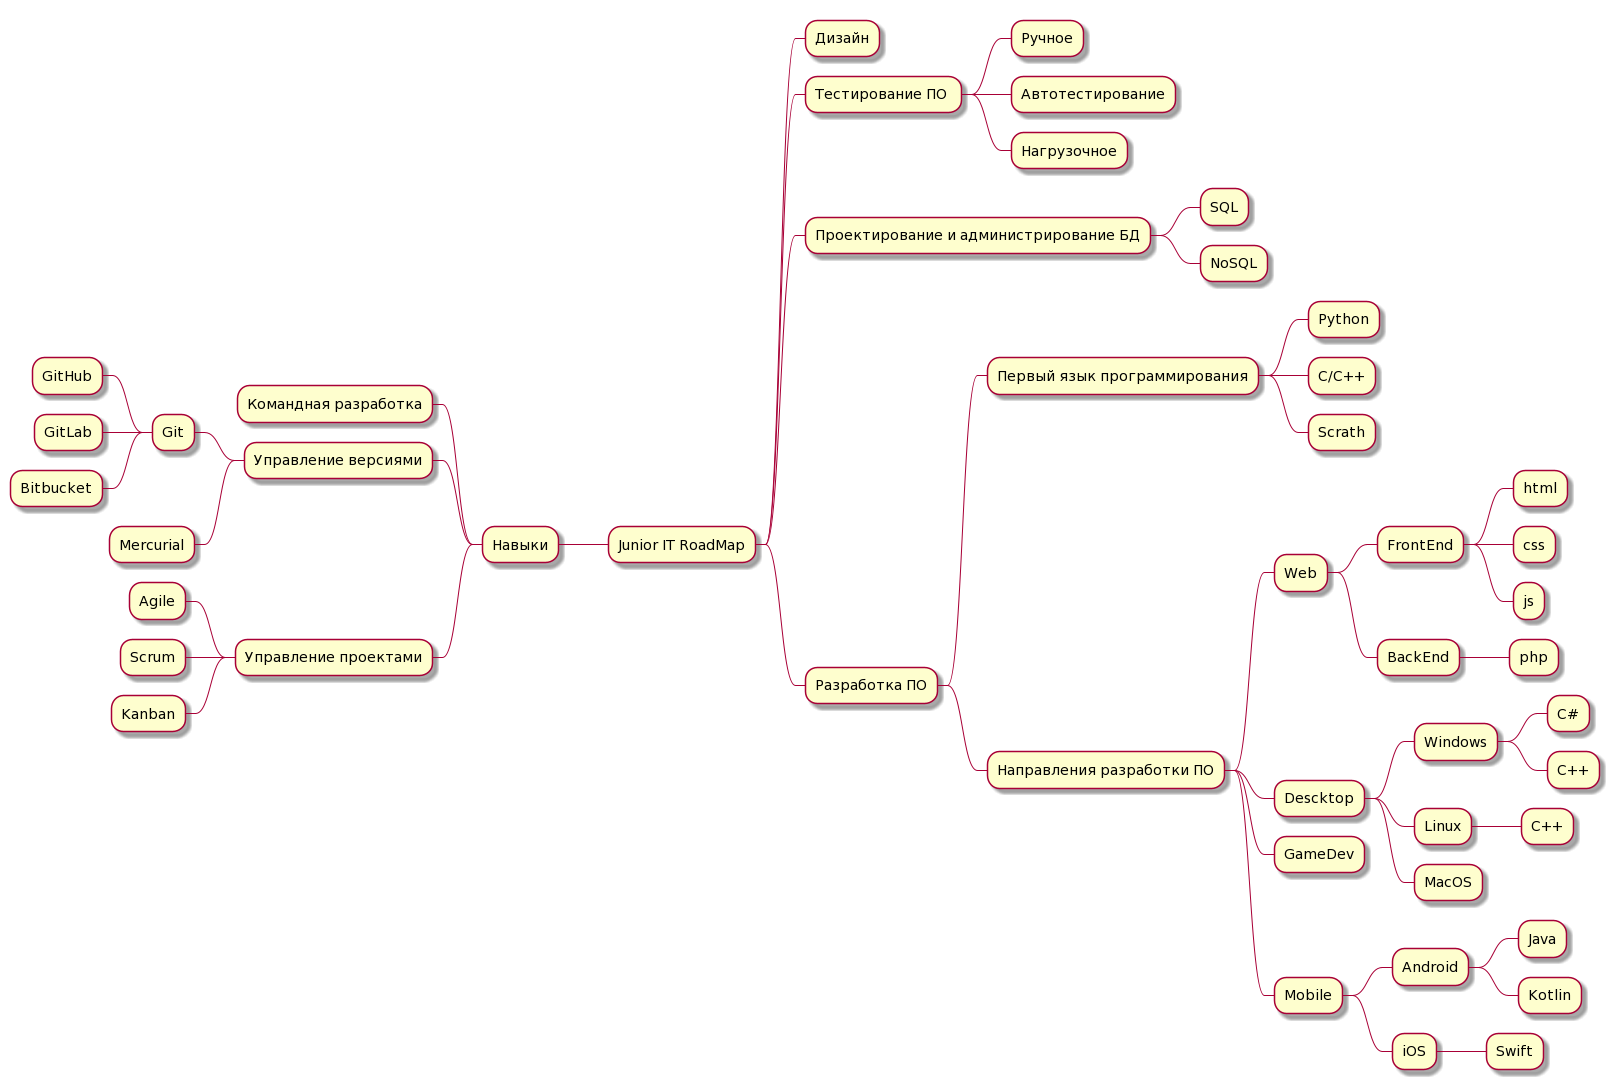 Junior IT RoadMap
Дизайн
Тестирование ПО
Ручное
Автотестирование
Нагрузочное
Проектирование и администрирование БД
SQL
NoSQL
Разработка ПО
Первый язык программирования
Python
C/C++
Scrath
Направления разработки ПО
Web
FrontEnd
html
css
js
BackEnd
php
Descktop
Windows
C#
C++
Linux
C++
MacOS
GameDev
Mobile
Android
Java
Kotlin
iOS
Swift
Навыки
Командная разработка
Управление версиями
Git
GitHub
GitLab
Bitbucket
Mercurial
Управление проектами
Agile
Scrum
Kanban